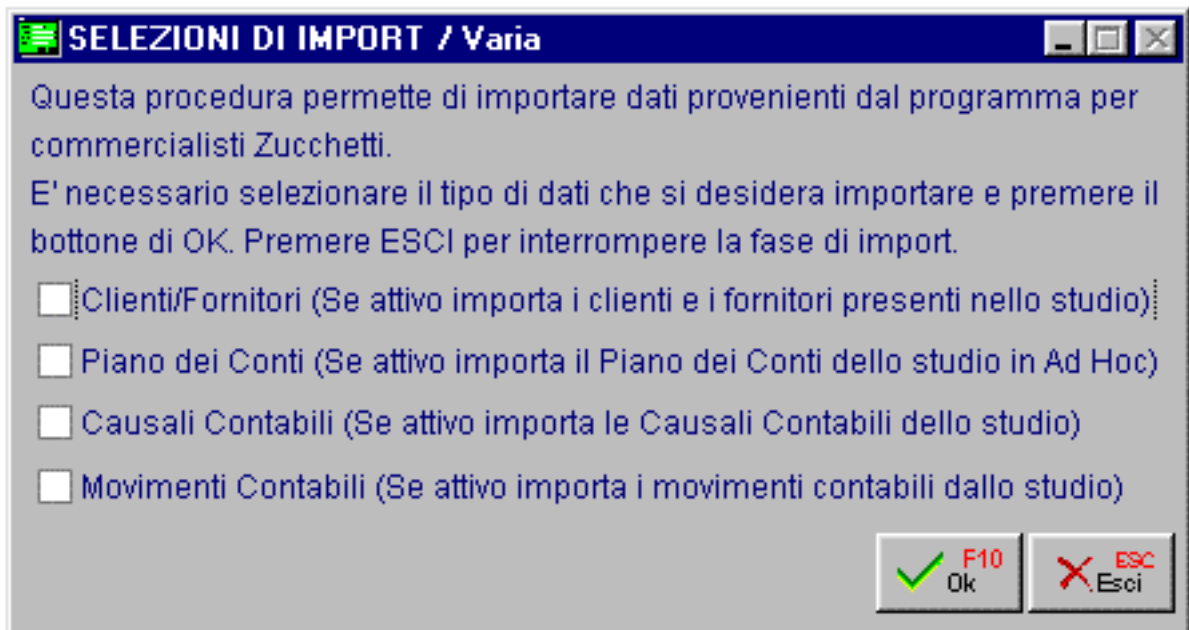 SELEZIONI DI IMPORT / Varia
Questa procedura permette di importare dati provenienti dal programma per
commercialisti Zucchetti.
E' necessario selezionare il tipo di dati che si desidera importare e premere il
bottone di OK. Premere ESCI per interrompere la fase di import.
Clienti/Fornitori (Se attivo importa i clienti e i fornitori presenti nello studio)
Piano dei Conti (Se attivo importa il Piano dei Conti dello studio in Ad Hoc)
Causali Contabili (Se attivo importa le Causali Contabili dello studio)
Movimenti Contabili (Se attivo importa i movimenti contabili dallo studio)
F10 ESC
Ok Esci